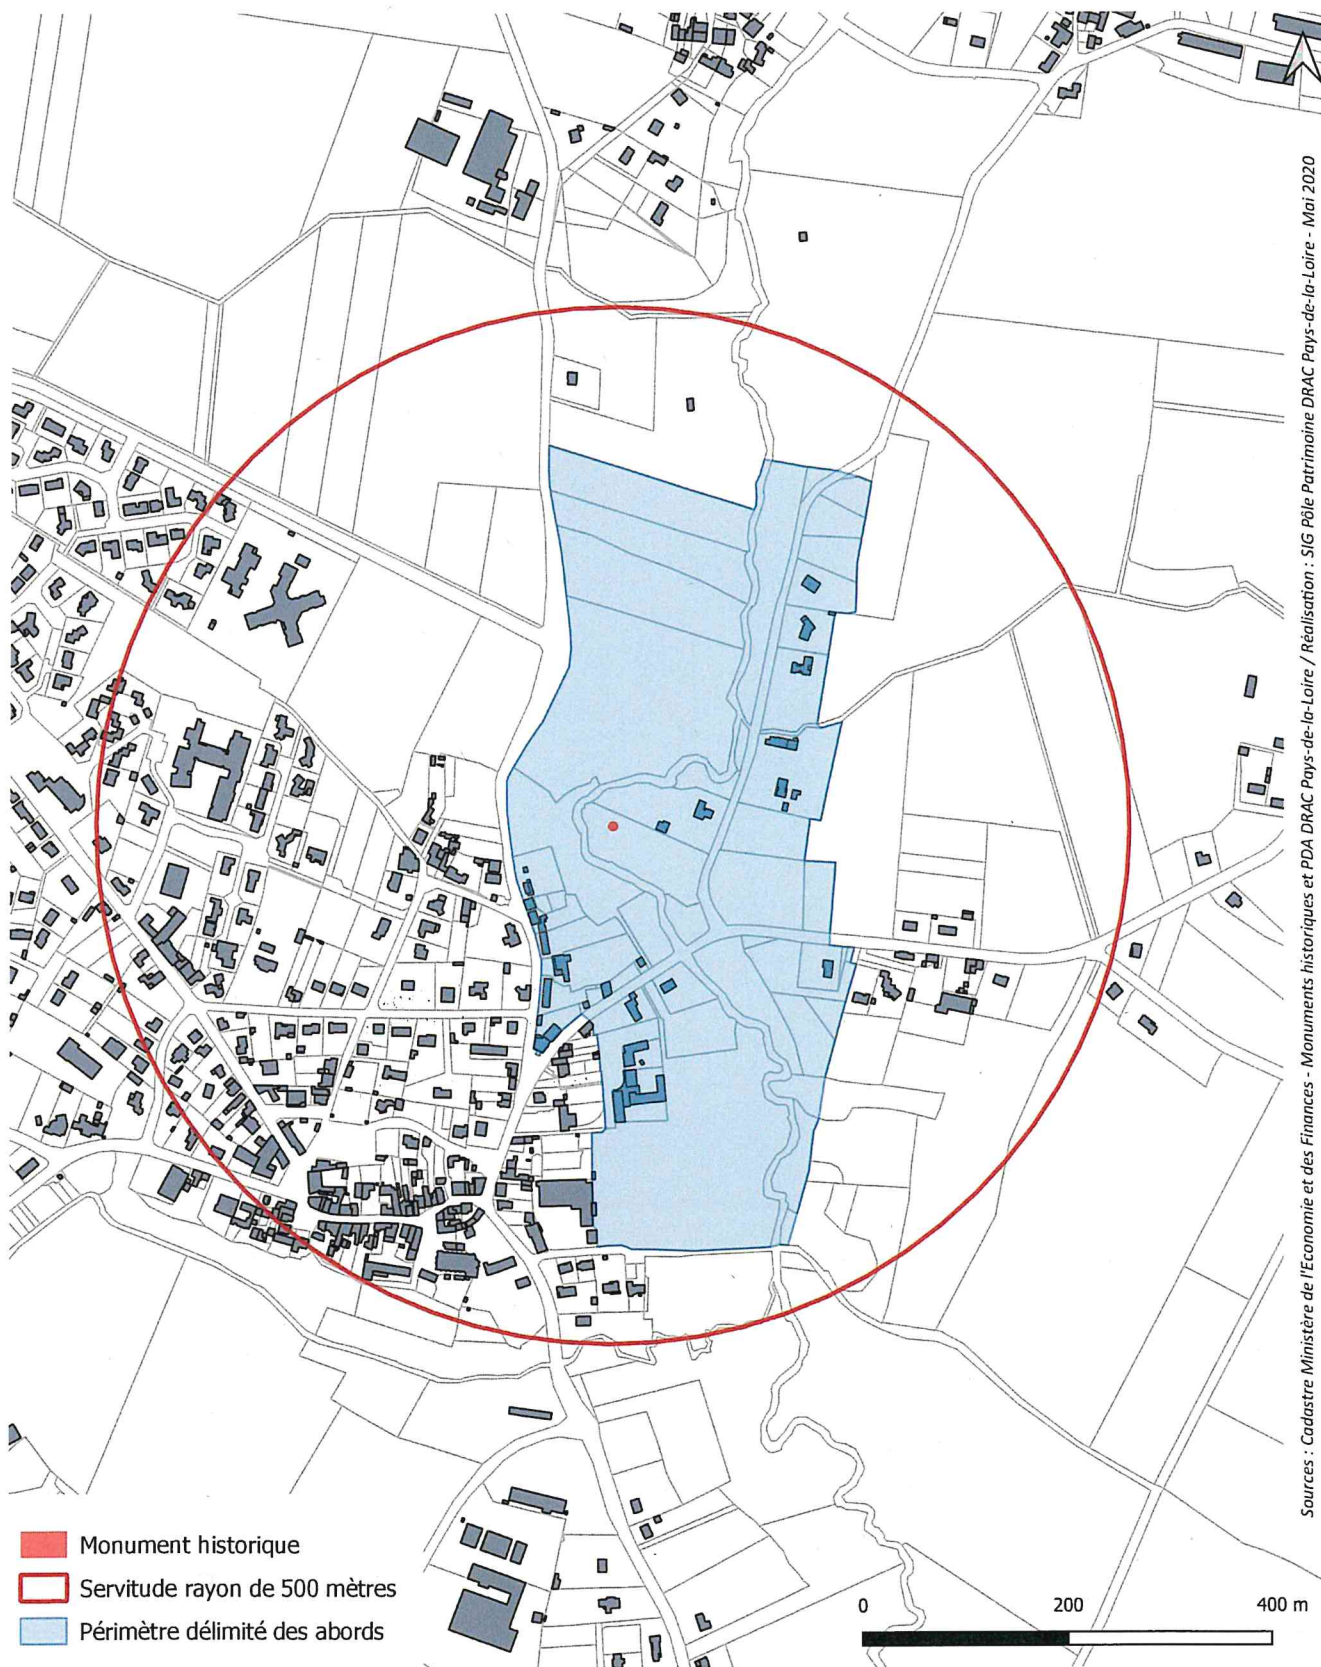 Sources : Cadastre Ministère de l'Economie et des Finances - Monuments historiques et PDA DRAC Pays-de-la-Loire / Réalisation : SIG Pôle Patrimoine DRAC Pays-de-la-Loire - Mai 2020
Monument historique
Servitude rayon de 500 mètres
Périmètre délimité des abords
0 200 400 m